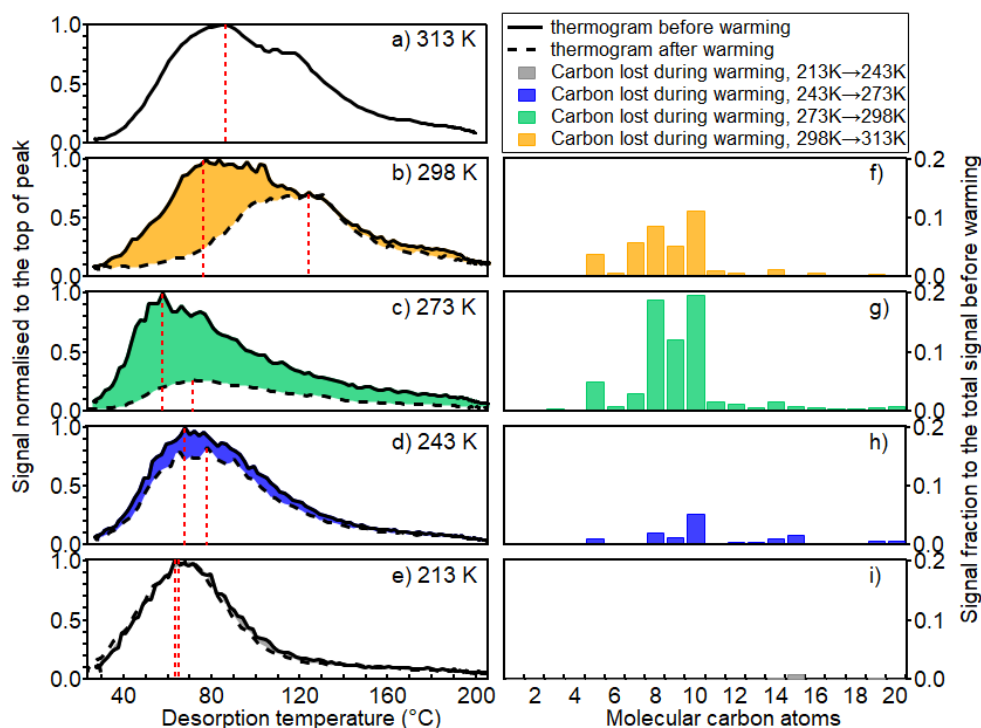 Signal normalised to the top of peak
1.0
0.5
0.0
a) 313 K
thermogram before warming
thermogram after warming
Carbon lost during warming, 213K→243K
Carbon lost during warming, 243K→273K
Carbon lost during warming, 273K→298K
Carbon lost during warming, 298K→313K
1.0
0.5
0.0
b) 298 K
f)
0.2
0.1
0.0
1.0
0.5
0.0
c) 273 K
g)
0.2
0.1
0.0
1.0
0.5
0.0
d) 243 K
h)
0.2
0.1
0.0
1.0
0.5
0.0
e) 213 K
i)
0.2
0.1
0.0
Signal fraction to the total signal before warming
40 80 120 160 200
Desorption temperature (°C)
2 4 6 8 10 12 14 16 18 20
Molecular carbon atoms